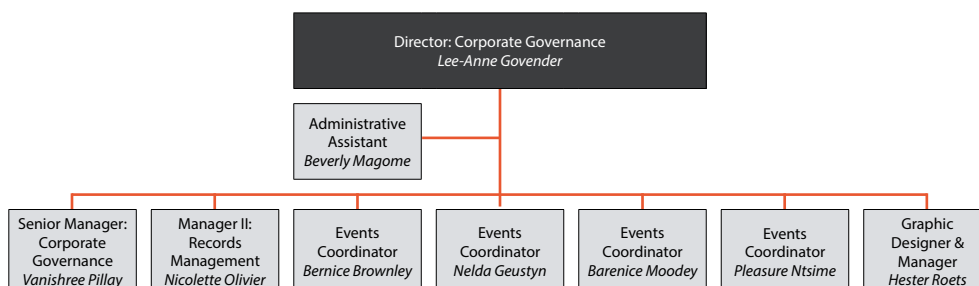 Director: Corporate Governance
Lee-Anne Govender
Administrative
Assistant
Beverly Magome
Senior Manager:
Corporate
Governance
Vanishree Pillay
Manager II:
Records
Management
Nicolette Olivier
Events
Coordinator
Bernice Brownley
Events
Coordinator
Nelda Geustyn
Events
Coordinator
Barenice Moodey
Events
Coordinator
Pleasure Ntsime
Graphic
Designer &
Manager
Hester Roets